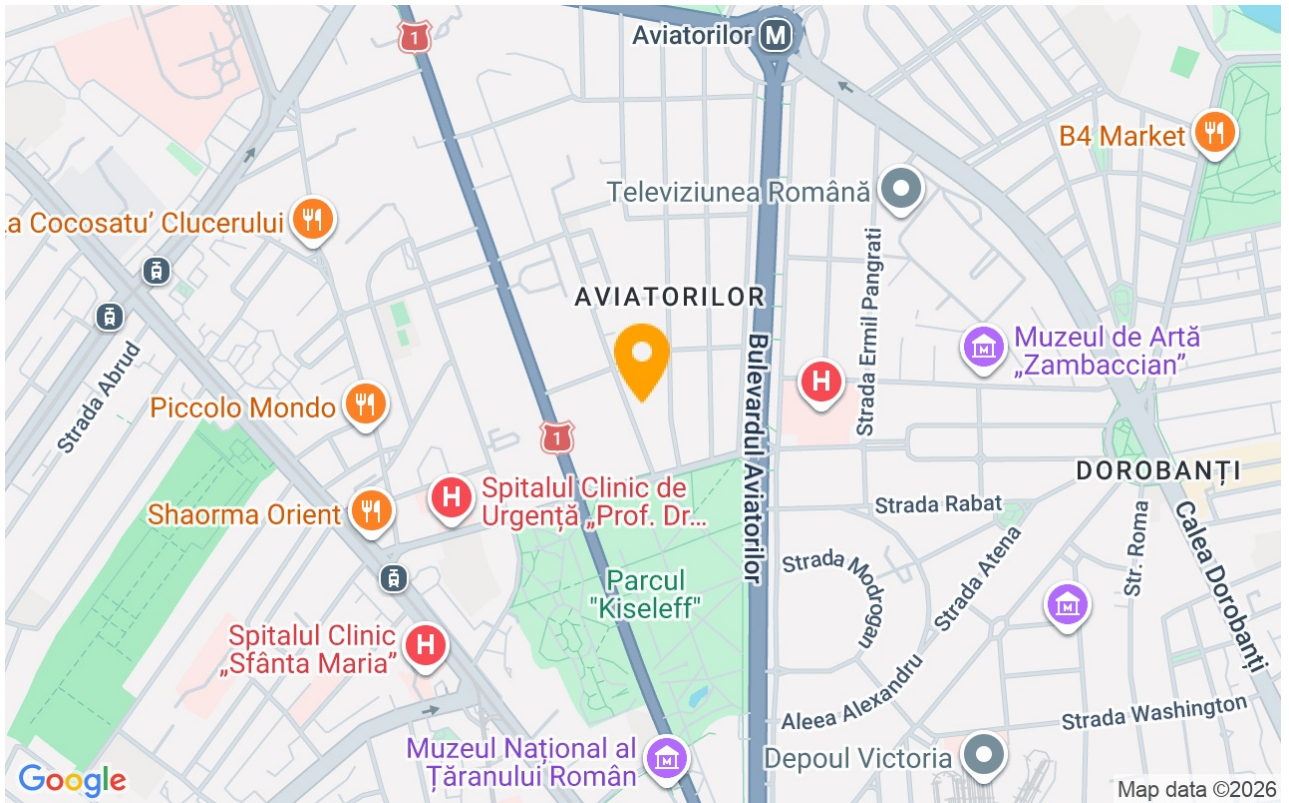 1
Aviatorilor M
B4 Market
Televiziunea Română
a Cocosatu’ Clucerului
Strada Ermil Pangrati
AVIATORILOR
Muzeul de Artă
„Zambaccian”
Bulevardul Aviatorilor
H
Strada Abrud
Piccolo Mondo
1
DOROBANȚI
H
Spitalul Clinic de
Urgență „Prof. Dr...
Strada Rabat
Shaorma Orient
Calea Dorobanți
Str. Roma
Strada Atena
Strada Modrogan
Parcul
"Kiseleff"
Spitalul Clinic
„Sfânta Maria”
H
Aleea Alexandru
Strada Washington
Muzeul Național al
Țăranului Român
Depoul Victoria
Google
Map data ©2026